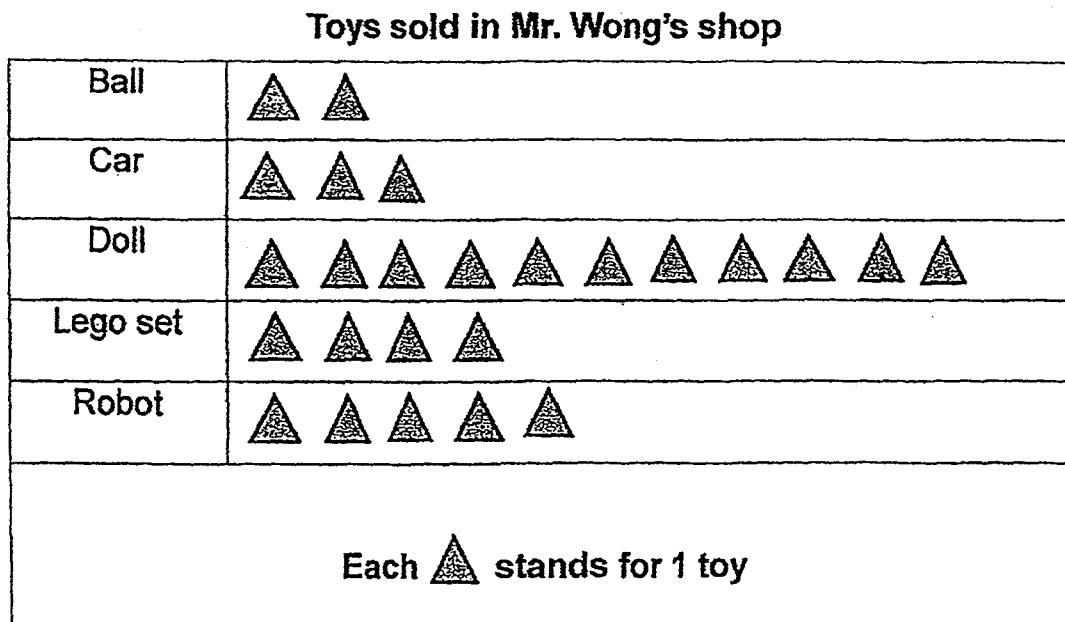 Toys sold in Mr. Wong's shop
Ball
Car
Doll
Lego set
Robot
Each stands for 1 toy